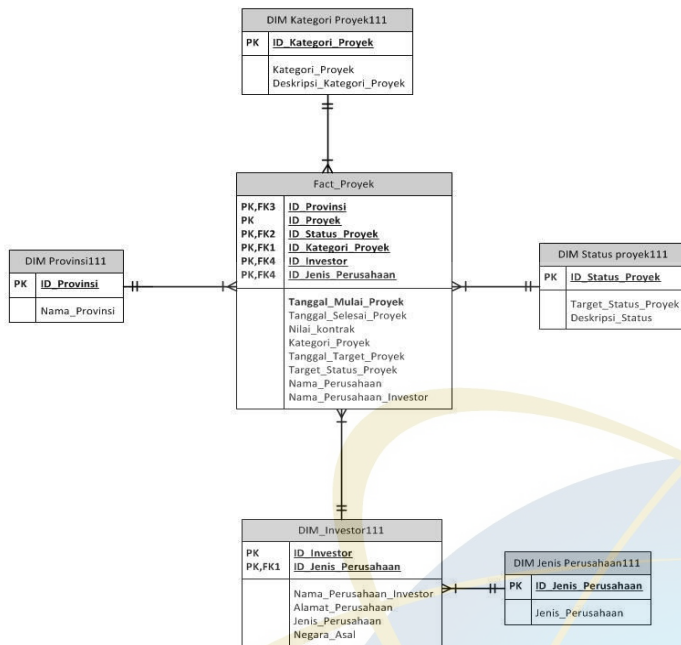 DIM Kategori Proyek111
PK ID_Kategori_Proyek
Kategori_Proyek
Deskripsi_Kategori_Proyek
Fact_Proyek
PK,FK3 ID_Provinsi
PK ID_Proyek
PK,FK2 ID_Status_Proyek
PK,FK1 ID_Kategori_Proyek
PK,FK4 ID_Investor
PK,FK4 ID_Jenis_Perusahaan
Tanggal_Mulai_Proyek
Tanggal_Selesai_Proyek
Nilai_kontrak
Kategori_Proyek
Tanggal_Target_Proyek
Target_Status_Proyek
Nama_Perusahaan
Nama_Perusahaan_Investor
DIM Provinsi111
PK ID_Provinsi
Nama_Provinsi
DIM Status proyek111
PK ID_Status_Proyek
Target_Status_Proyek
Deskripsi_Status
DIM_Investor111
PK ID_Investor
PK,FK1 ID_Jenis_Perusahaan
Nama_Perusahaan_Investor
Alamat_Perusahaan
Jenis_Perusahaan
Negara_Asal
DIM Jenis Perusahaan111
PK ID_Jenis_Perusahaan
Jenis_Perusahaan